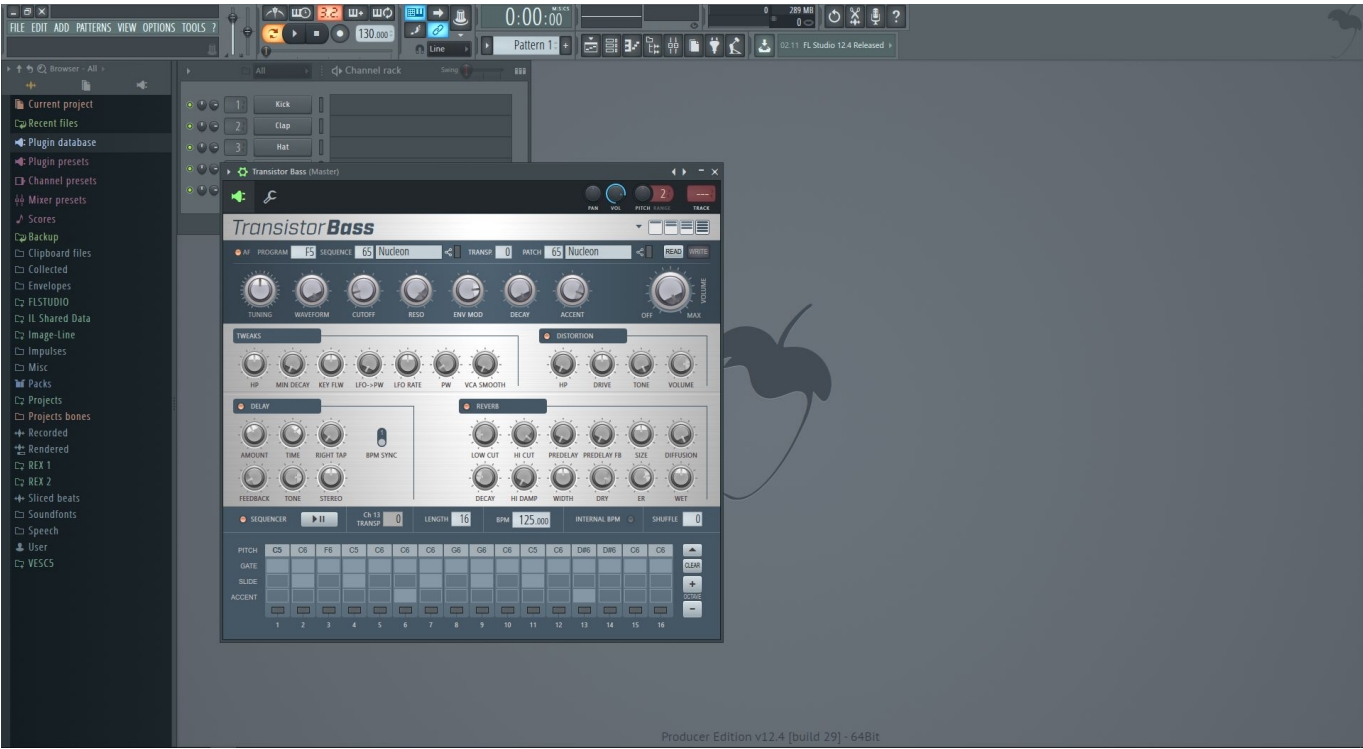 FILE EDIT ADD PATTERNS VIEW OPTIONS TOOLS ?
3.2
130.000
Line
M:S:CS
0:00:00
Pattern 1
0
289 MB
0
02.11 FL Studio 12.4 Released
Browser - All
Current project
Recent files
Plugin database
Plugin presets
Channel presets
Mixer presets
Scores
Backup
Clipboard files
Collected
Envelopes
FLSTUDIO
IL Shared Data
Image-Line
Impulses
Misc
Packs
Projects
Projects bones
Recorded
Rendered
REX 1
REX 2
Sliced beats
Soundfonts
Speech
User
VESC5
All
Channel rack
Swing
1 Kick
2 Clap
3 Hat
Transistor Bass (Master)
PAN VOL PITCH RANGE 2 --- TRACK
TransistorBass
AF PROGRAM F5 SEQUENCE 65 Nucleon TRANSP. 0 PATCH 65 Nucleon READ WRITE
TUNING WAVEFORM CUTOFF RESO ENV MOD DECAY ACCENT OFF MAX VOLUME
TWEAKS
HP MIN DECAY KEY FLW LFO->PW LFO RATE PW VCA SMOOTH
DISTORTION
HP DRIVE TONE VOLUME
DELAY
AMOUNT TIME RIGHT TAP BPM SYNC
FEEDBACK TONE STEREO
REVERB
LOW CUT HI CUT PREDELAY PREDELAY FB SIZE DIFFUSION
DECAY HI DAMP WIDTH DRY ER WET
SEQUENCER Ch 13 TRANSP 0 LENGTH 16 BPM 125.000 INTERNAL BPM SHUFFLE 0
PITCH C5 C6 F6 C5 C6 C6 C6 G6 G6 C6 C5 C6 D#6 D#6 C6 C6
GATE CLEAR
SLIDE +
ACCENT OCTAVE
-
1 2 3 4 5 6 7 8 9 10 11 12 13 14 15 16
Producer Edition v12.4 [build 29] - 64Bit